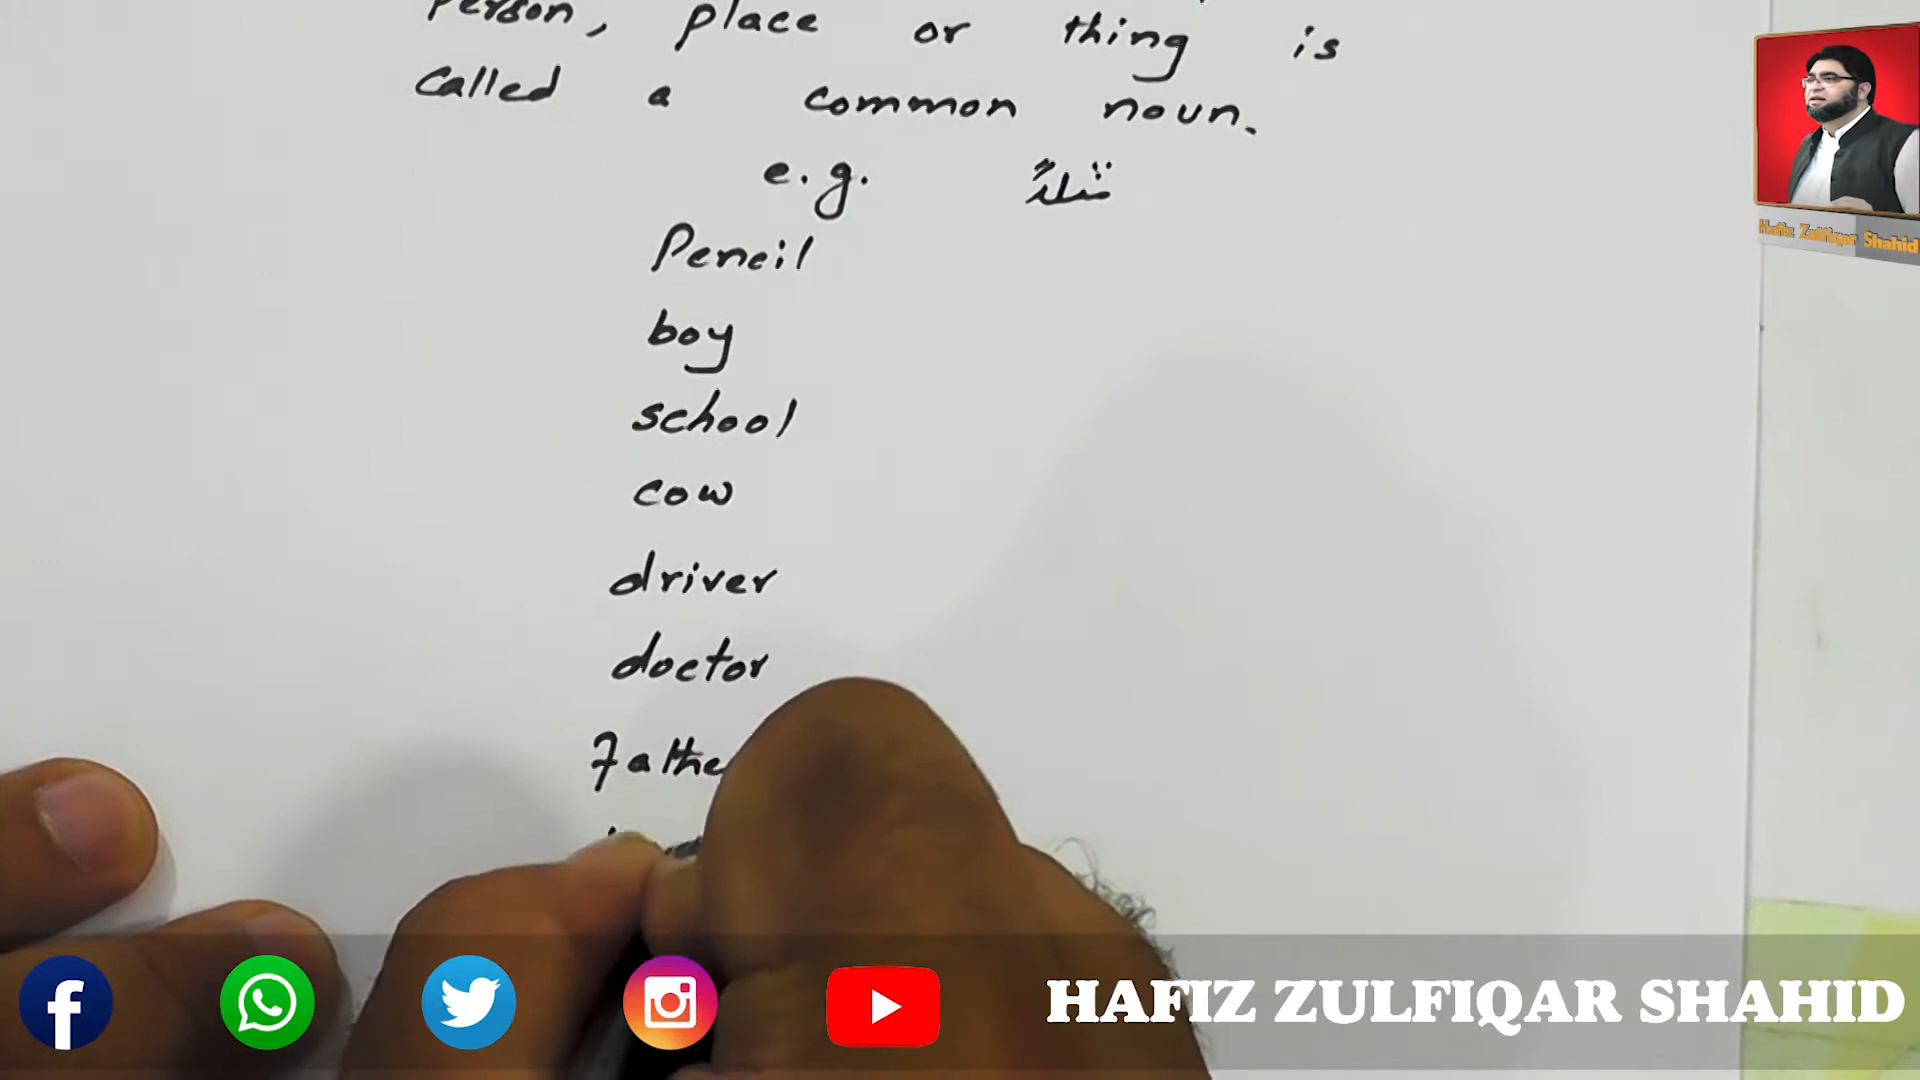 Person, place or thing is
called a common noun.
e.g. مثلاً
Pencil
boy
school
cow
driver
doctor
Hafiz Zulfiqar Shahid
HAFIZ ZULFIQAR SHAHID